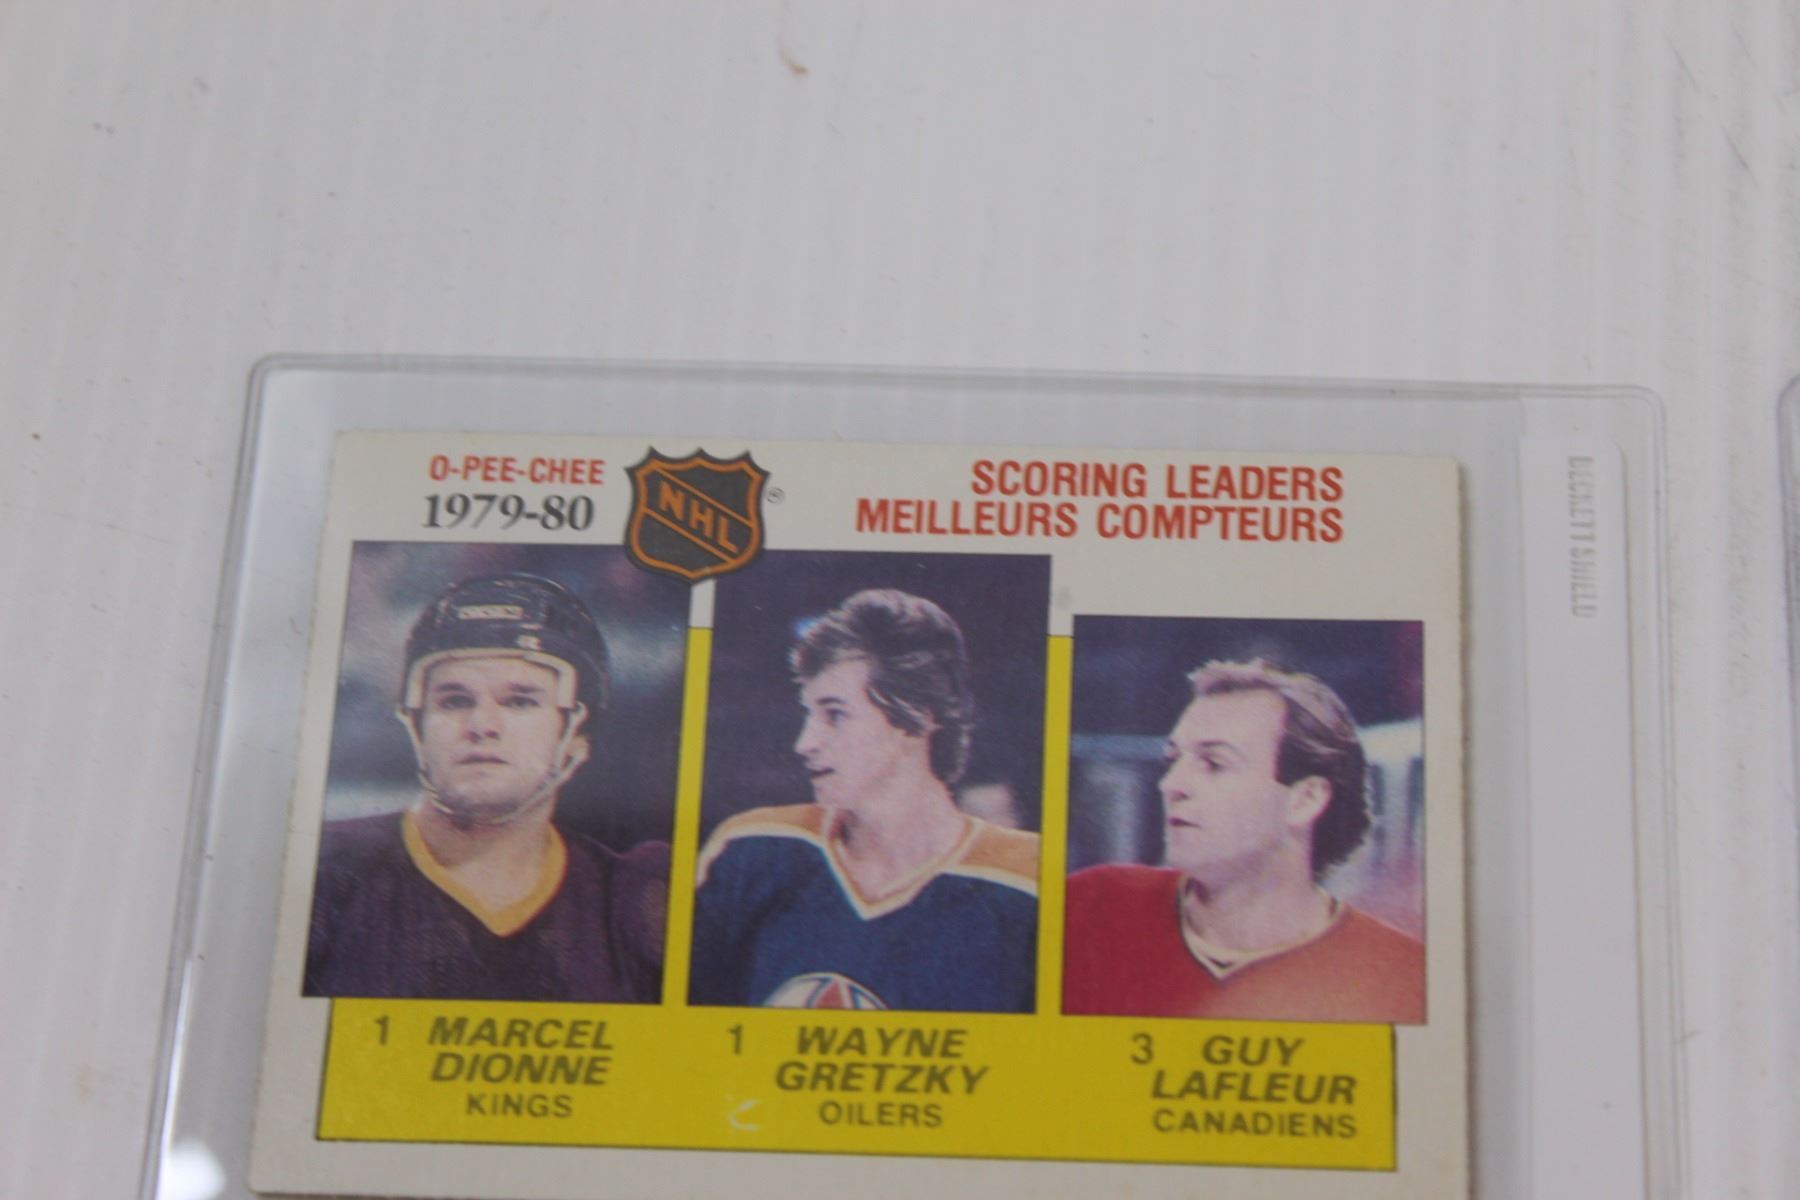 O-PEE-CHEE
1979-80
NHL
®
SCORING LEADERS
MEILLEURS COMPTEURS
1 MARCEL
DIONNE
KINGS
1 WAYNE
GRETZKY
OILERS
3 GUY
LAFLEUR
CANADIENS
BECKETT SHIELD